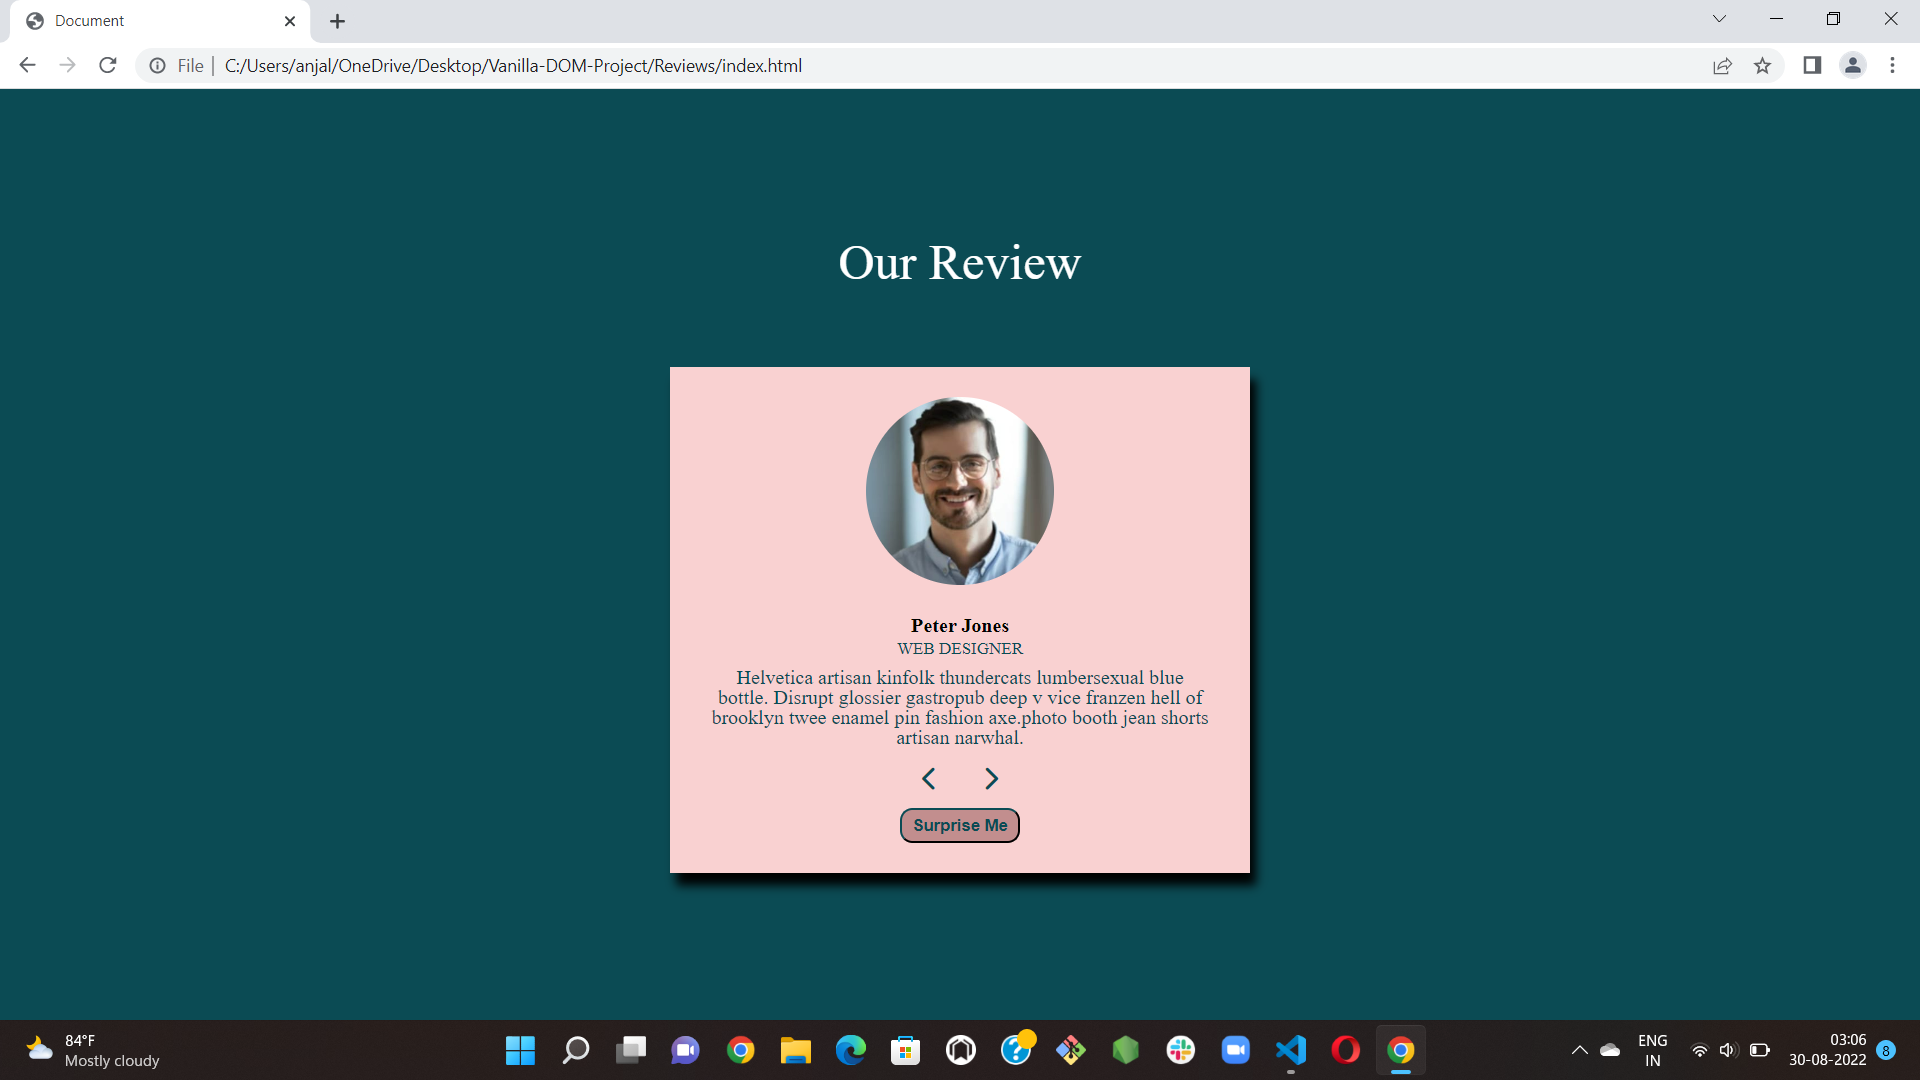 Document
File
C:/Users/anjal/OneDrive/Desktop/Vanilla-DOM-Project/Reviews/index.html
Our Review
Peter Jones
WEB DESIGNER
Helvetica artisan kinfolk thundercats lumbersexual blue
bottle. Disrupt glossier gastropub deep v vice franzen hell of
brooklyn twee enamel pin fashion axe.photo booth jean shorts
artisan narwhal.
Surprise Me
84°F
Mostly cloudy
ENG
IN
03:06
30-08-2022
8